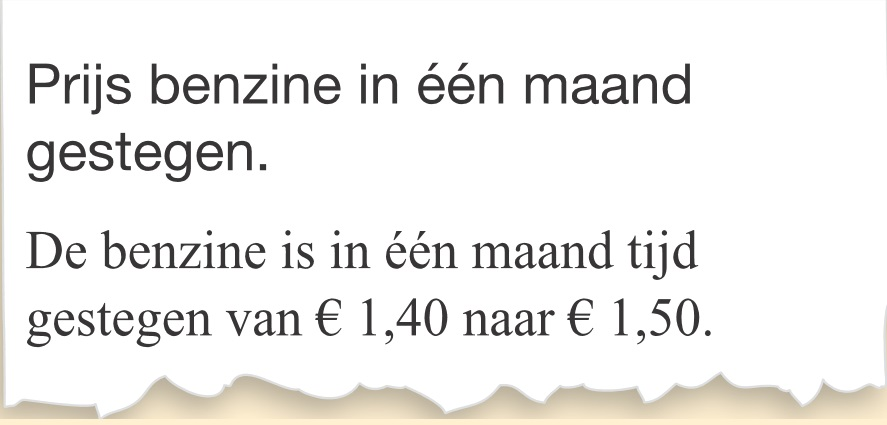 Prijs benzine in één maand
gestegen.
De benzine is in één maand tijd
gestegen van € 1,40 naar € 1,50.